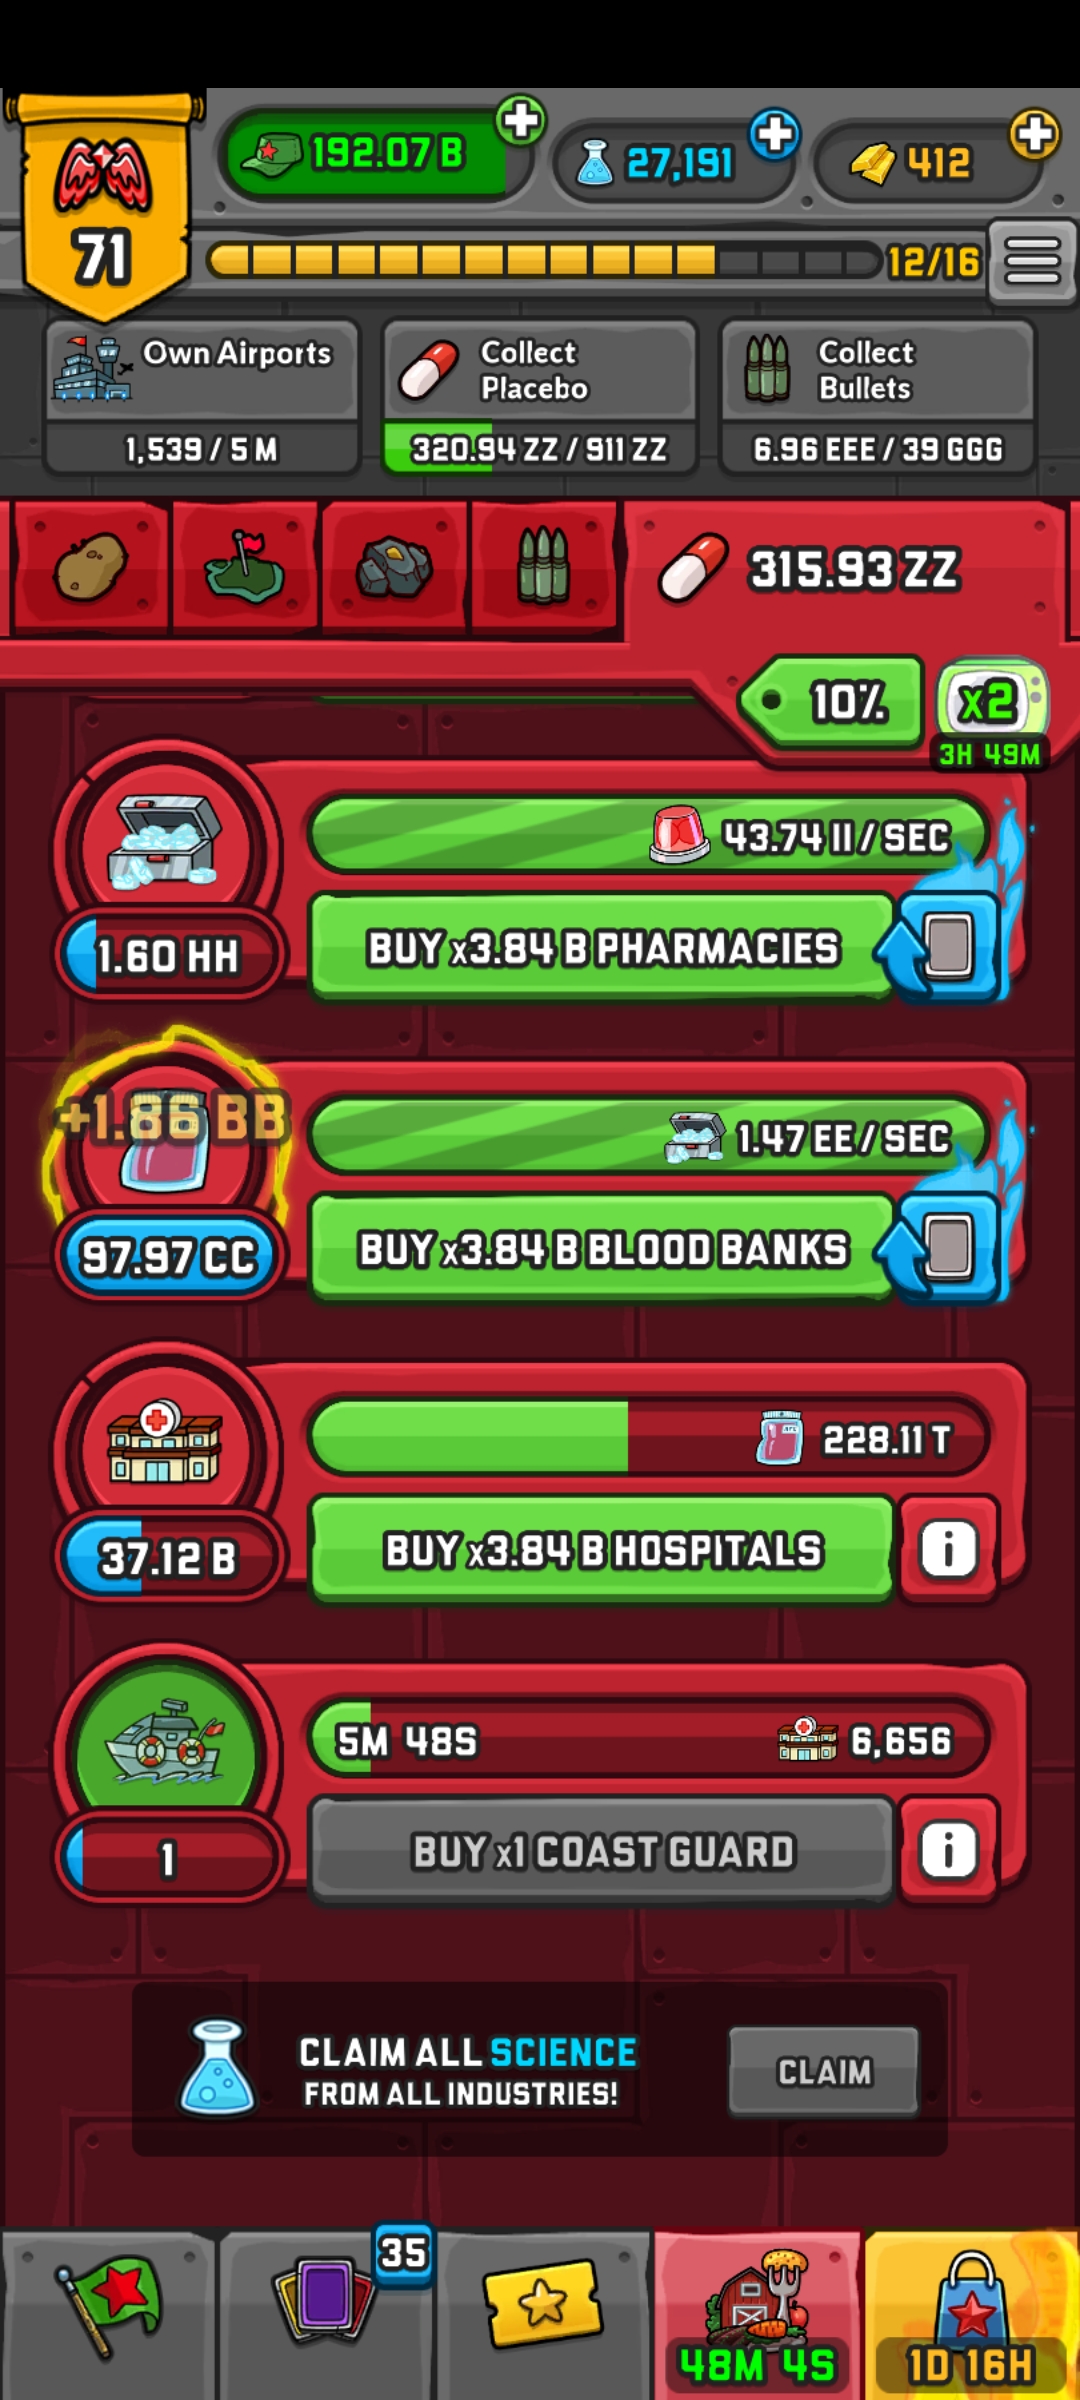 192.07 B
27,191
412
71
12/16
Own Airports
1,539 / 5 M
Collect
Placebo
320.94 ZZ / 911 ZZ
Collect
Bullets
6.96 EEE / 39 GGG
315.93 ZZ
10%
x2
3H 49M
43.74 II / SEC
1.60 HH
BUY x3.84 B PHARMACIES
+1.86 BB
1.47 EE / SEC
97.97 CC
BUY x3.84 B BLOOD BANKS
228.11 T
37.12 B
BUY x3.84 B HOSPITALS
i
5M 48S
6,656
1
BUY x1 COAST GUARD
i
CLAIM ALL SCIENCE
FROM ALL INDUSTRIES!
CLAIM
35
48M 4S
1D 16H